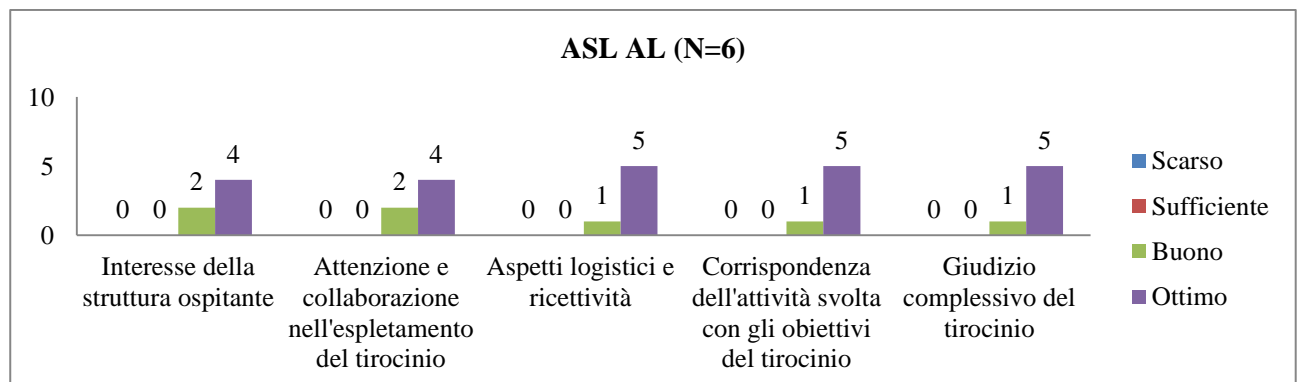 ASL AL (N=6)
10
5
0
0 0 2 4
0 0 2 4
0 0 1 5
0 0 1 5
0 0 1 5
Interesse della
struttura ospitante
Attenzione e
collaborazione
nell'espletamento
del tirocinio
Aspetti logistici e
ricettività
Corrispondenza
dell'attività svolta
con gli obiettivi
del tirocinio
Giudizio
complessivo del
tirocinio
Scarso
Sufficiente
Buono
Ottimo